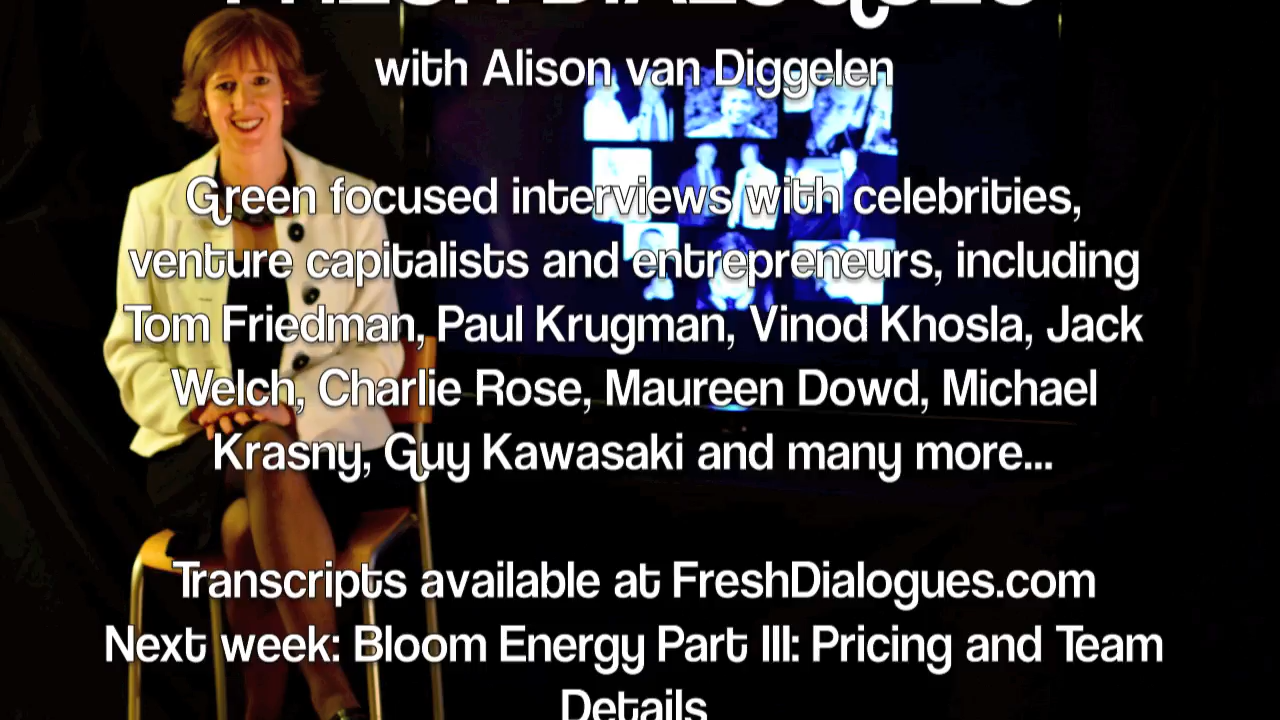 FRESH DIALOGUES
with Alison van Diggelen
Green focused interviews with celebrities,
venture capitalists and entrepreneurs, including
Tom Friedman, Paul Krugman, Vinod Khosla, Jack
Welch, Charlie Rose, Maureen Dowd, Michael
Krasny, Guy Kawasaki and many more...
Transcripts available at FreshDialogues.com
Next week: Bloom Energy Part III: Pricing and Team
Details